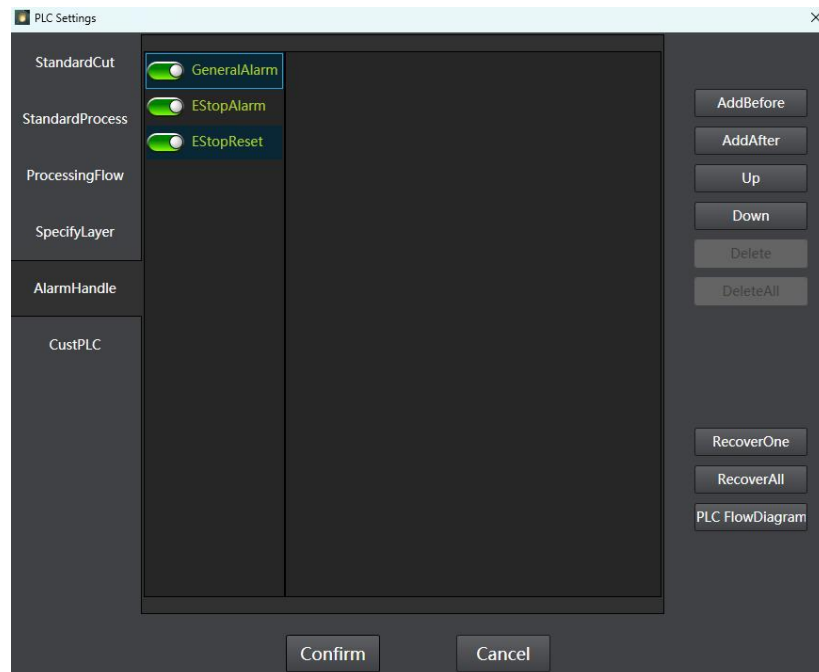 PLC Settings
StandardCut
StandardProcess
ProcessingFlow
SpecifyLayer
AlarmHandle
CustPLC
GeneralAlarm
EStopAlarm
EStopReset
AddBefore
AddAfter
Up
Down
Delete
DeleteAll
RecoverOne
RecoverAll
PLC FlowDiagram
Confirm
Cancel